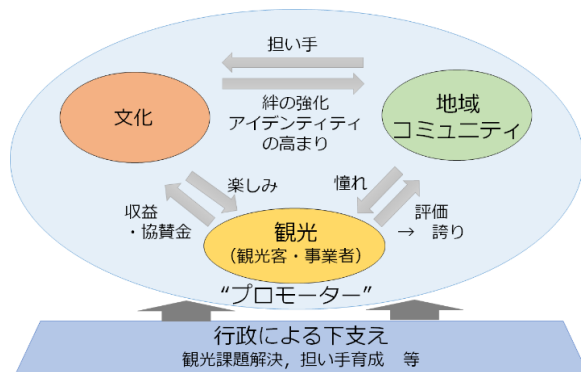 担い手
文化
地域
コミュニティ
絆の強化
アイデンティティ
の高まり
楽しみ
憧れ
収益
・協賛金
評価
→ 誇り
観光
(観光客・事業者)
“プロモーター”
行政による下支え
観光課題解決，担い手育成　等